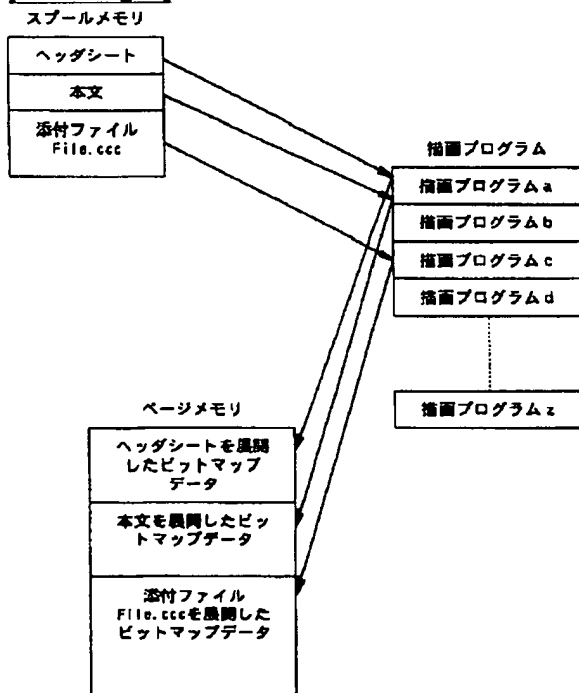 スプールメモリ
ヘッダシート
本文
添付ファイル
File.ccc
描画プログラム
描画プログラムa
描画プログラムb
描画プログラムc
描画プログラムd
描画プログラムz
ページメモリ
ヘッダシートを展開
したビットマップ
データ
本文を展開したビッ
トマップデータ
添付ファイル
File.cccを展開した
ビットマップデータ